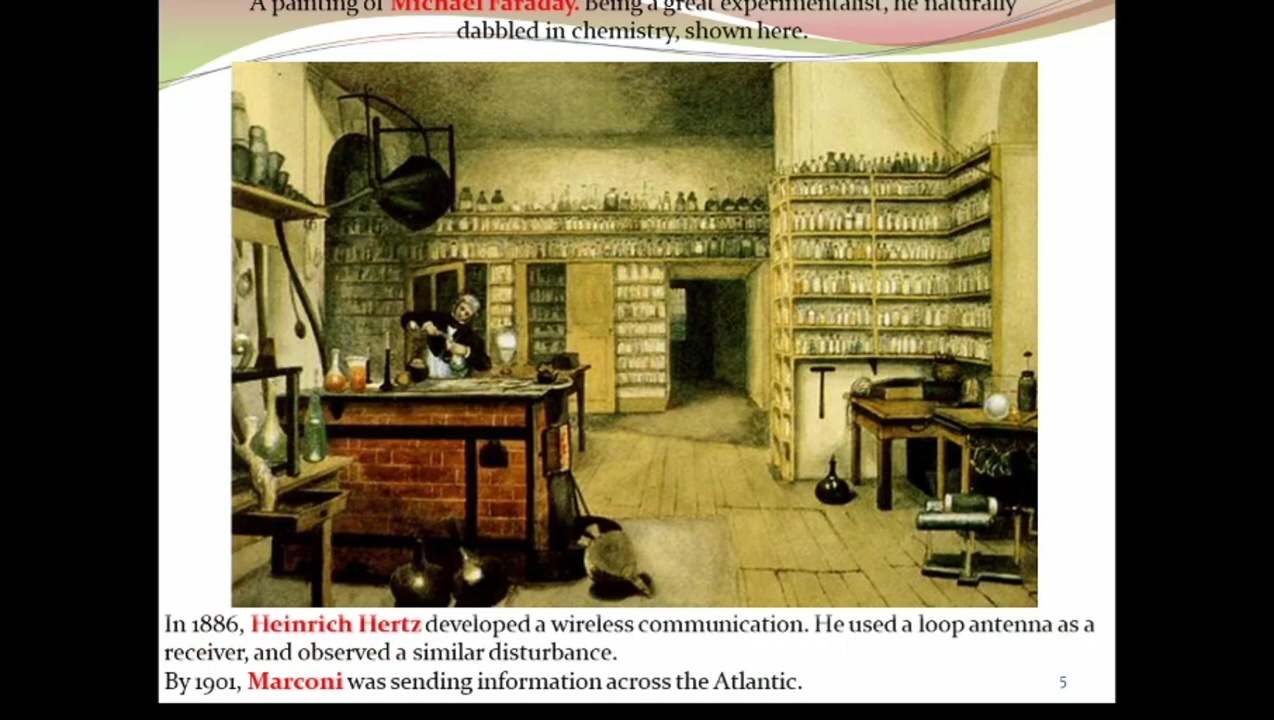 A painting of Michael Faraday. Being a great experimentalist, he naturally
dabbled in chemistry, shown here.
In 1886, Heinrich Hertz developed a wireless communication. He used a loop antenna as a
receiver, and observed a similar disturbance.
By 1901, Marconi was sending information across the Atlantic.
5